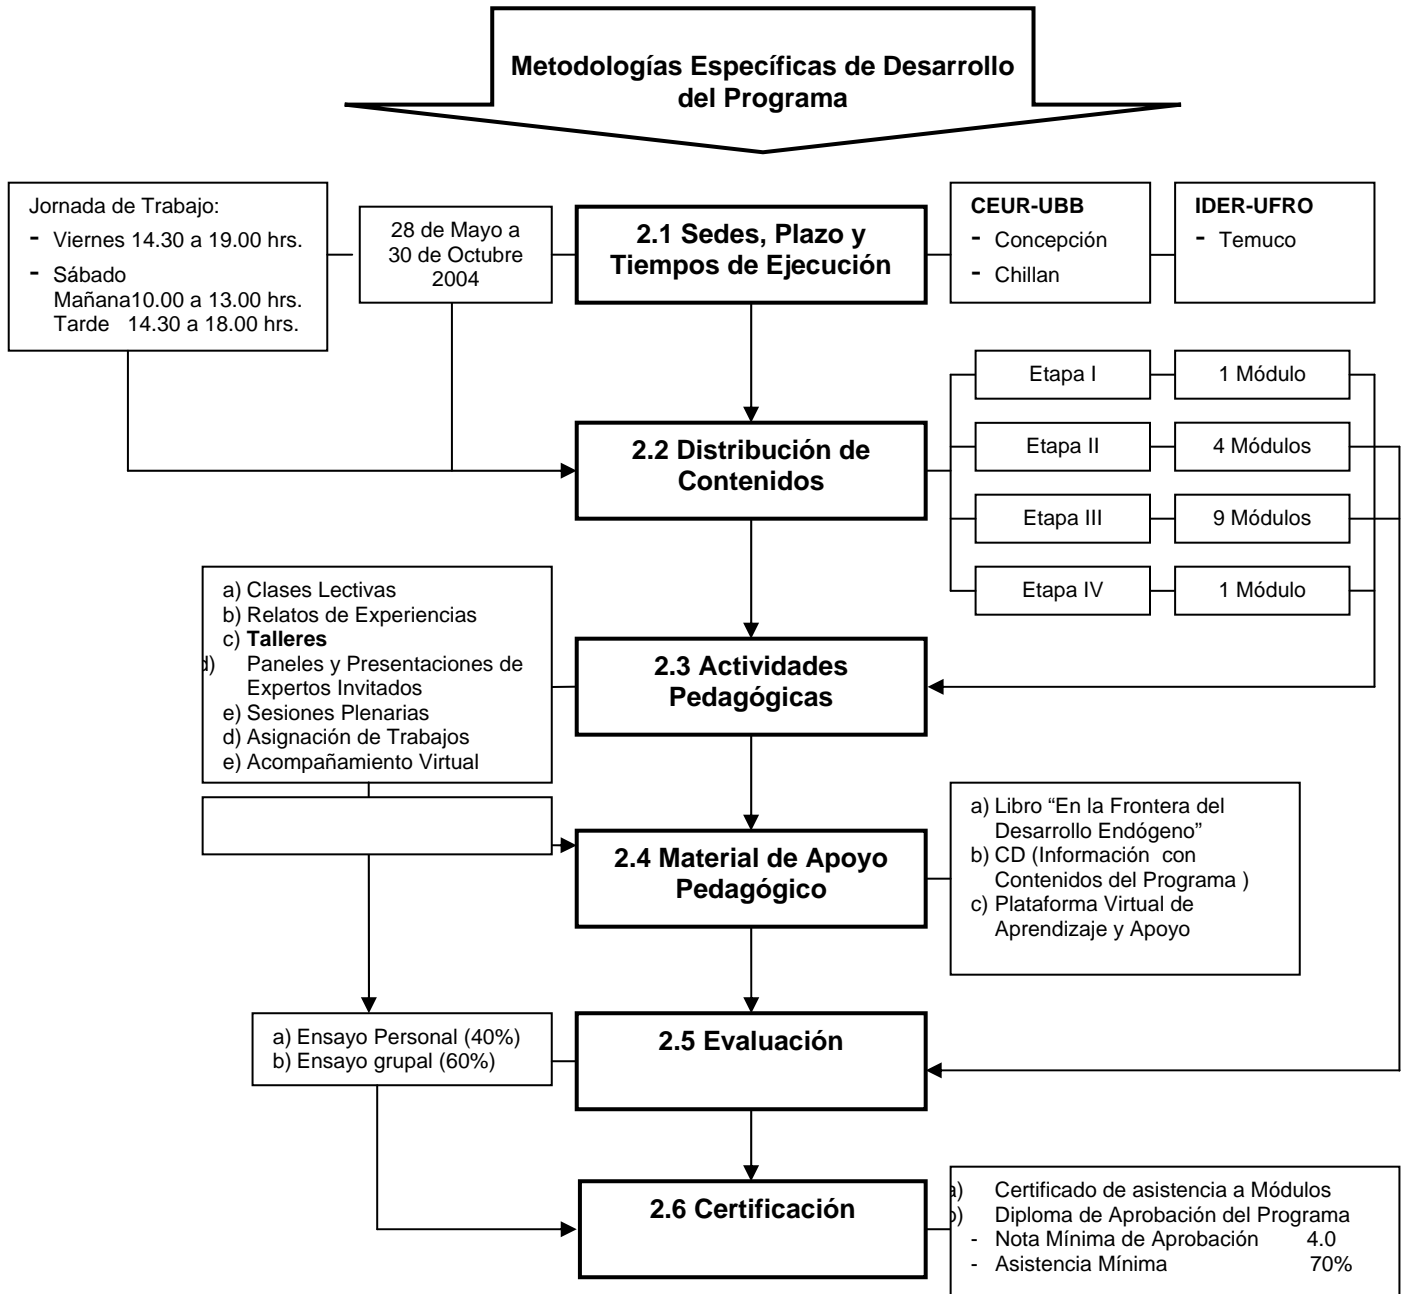 Metodologías Específicas de Desarrollo
del Programa
Jornada de Trabajo:
- Viernes 14.30 a 19.00 hrs.
- Sábado
Mañana10.00 a 13.00 hrs.
Tarde 14.30 a 18.00 hrs.
28 de Mayo a
30 de Octubre
2004
2.1 Sedes, Plazo y
Tiempos de Ejecución
CEUR-UBB
- Concepción
- Chillan
IDER-UFRO
- Temuco
2.2 Distribución de
Contenidos
Etapa I
1 Módulo
Etapa II
4 Módulos
Etapa III
9 Módulos
Etapa IV
1 Módulo
a) Clases Lectivas
b) Relatos de Experiencias
c) Talleres
d) Paneles y Presentaciones de
Expertos Invitados
e) Sesiones Plenarias
d) Asignación de Trabajos
e) Acompañamiento Virtual
2.3 Actividades
Pedagógicas
2.4 Material de Apoyo
Pedagógico
a) Libro “En la Frontera del
Desarrollo Endógeno”
b) CD (Información con
Contenidos del Programa )
c) Plataforma Virtual de
Aprendizaje y Apoyo
a) Ensayo Personal (40%)
b) Ensayo grupal (60%)
2.5 Evaluación
2.6 Certificación
a) Certificado de asistencia a Módulos
b) Diploma de Aprobación del Programa
- Nota Mínima de Aprobación 4.0
- Asistencia Mínima 70%